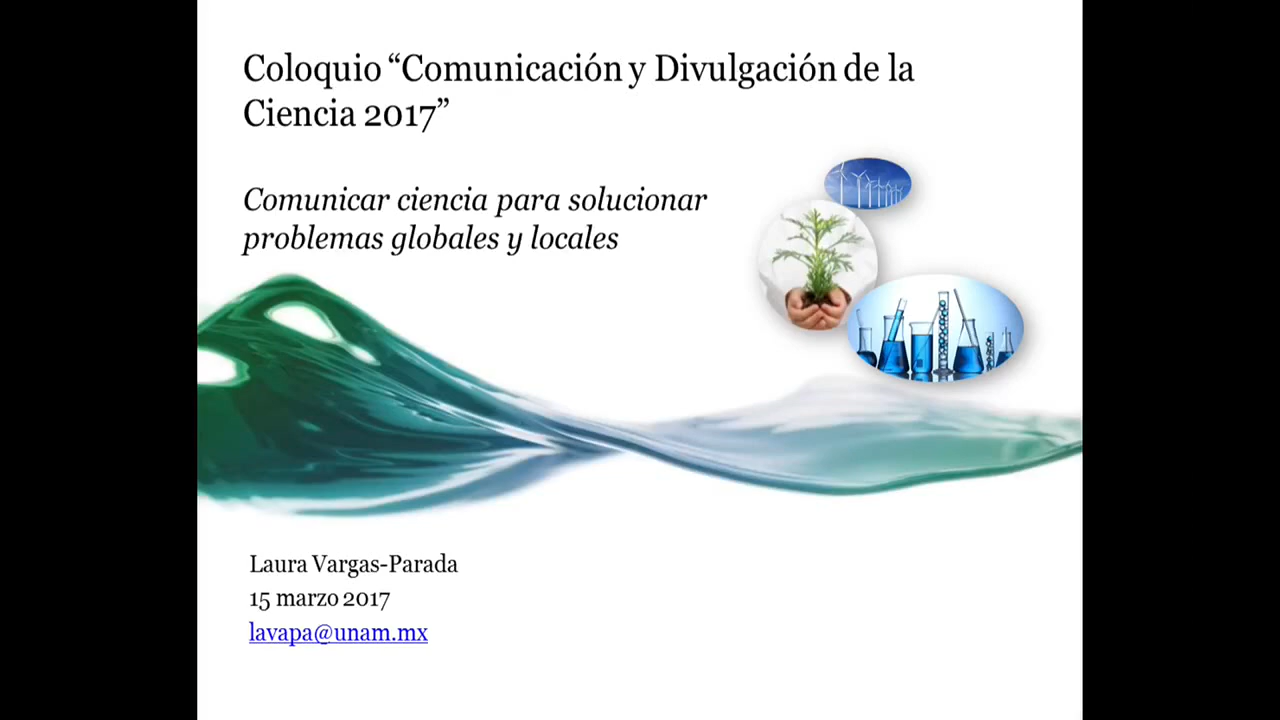 Coloquio “Comunicación y Divulgación de la
Ciencia 2017”
Comunicar ciencia para solucionar
problemas globales y locales
Laura Vargas-Parada
15 marzo 2017
lavapa@unam.mx